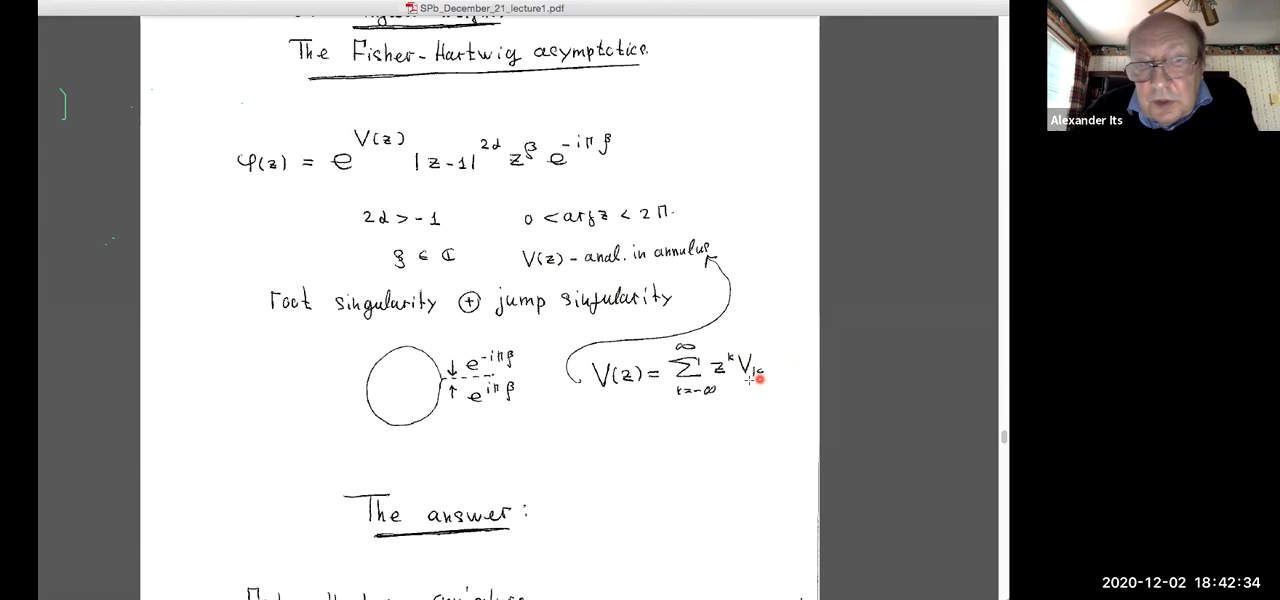 SPb_December_21_lecture1.pdf
The Fisher-Hartwig asymptotics.
φ(z) = e^{V(z)} |z-1|^{2α} z^β e^{-iπβ}
2α > -1 0 < arg z < 2π.
β ∈ ℂ V(z) - anal. in annulus
root singularity ⊕ jump singularity
e^{-iπβ}
e^{iπβ}
V(z) = ∑_{k=-∞}^{∞} z^k V_k
The answer:
Alexander Its
2020-12-02 18:42:34